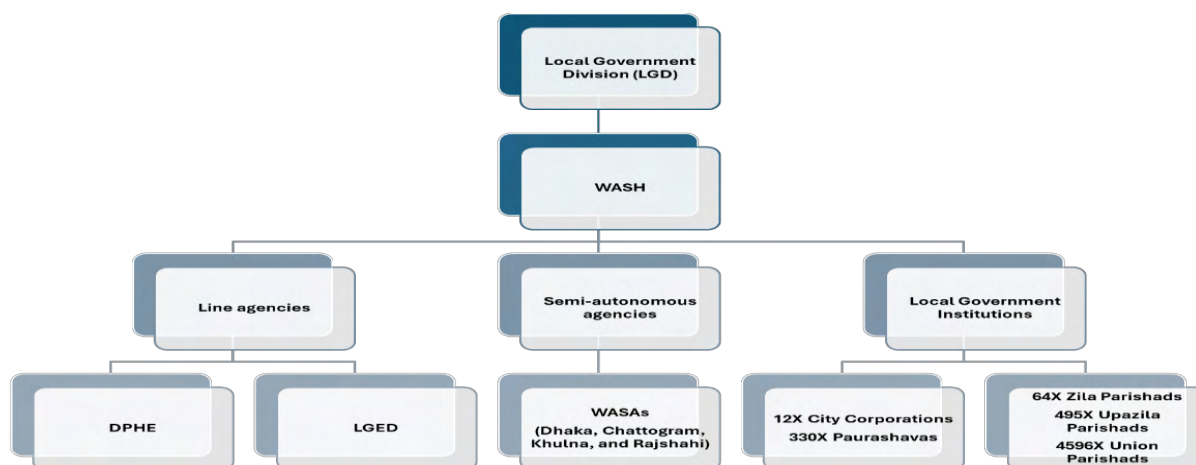 Local Government
Division (LGD)
WASH
Line agencies
Semi-autonomous
agencies
Local Government
Institutions
DPHE
LGED
WASAs
(Dhaka, Chattogram,
Khulna, and Rajshahi)
12X City Corporations
330X Paurashavas
64X Zila Parishads
495X Upazila
Parishads
4596X Union
Parishads